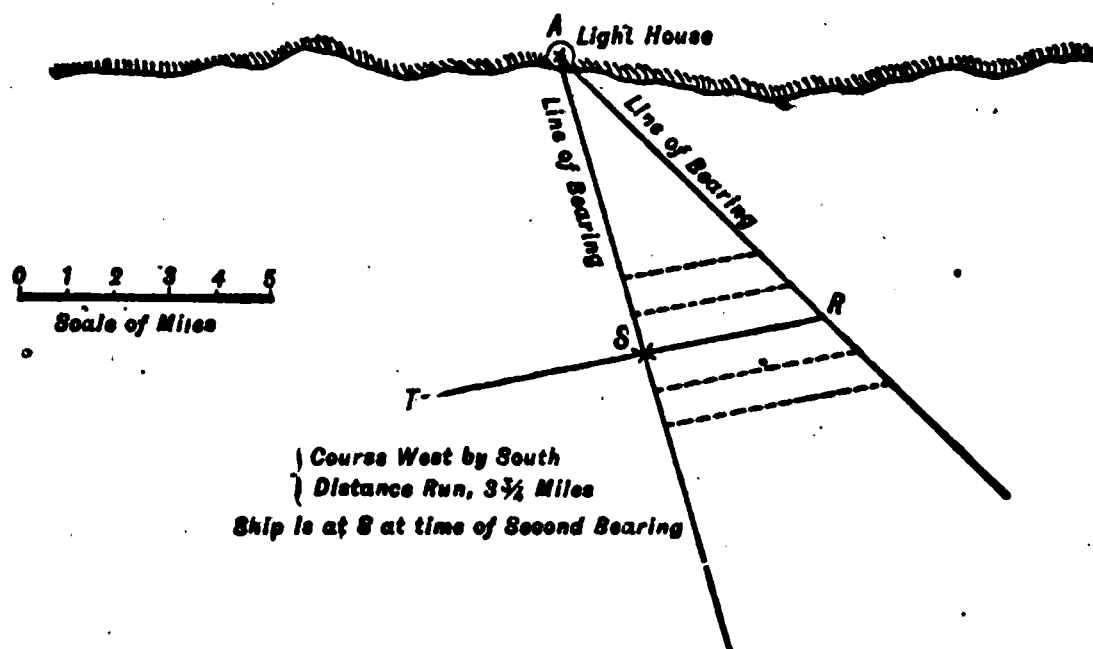 A
Light House
Line of Bearing
Line of Bearing
0 1 2 3 4 5
Scale of Miles
R
S
T
Course West by South
Distance Run, 3¾ Miles
Ship is at S at time of Second Bearing